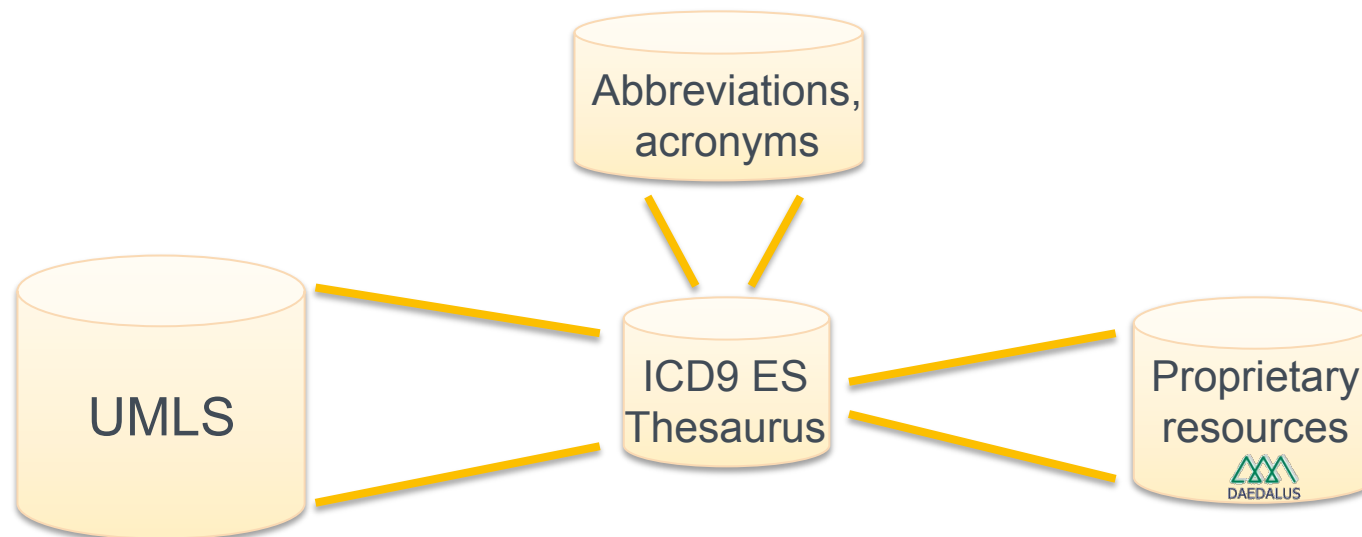 Abbreviations,
acronyms
UMLS
ICD9 ES
Thesaurus
Proprietary
resources
DAEDALUS